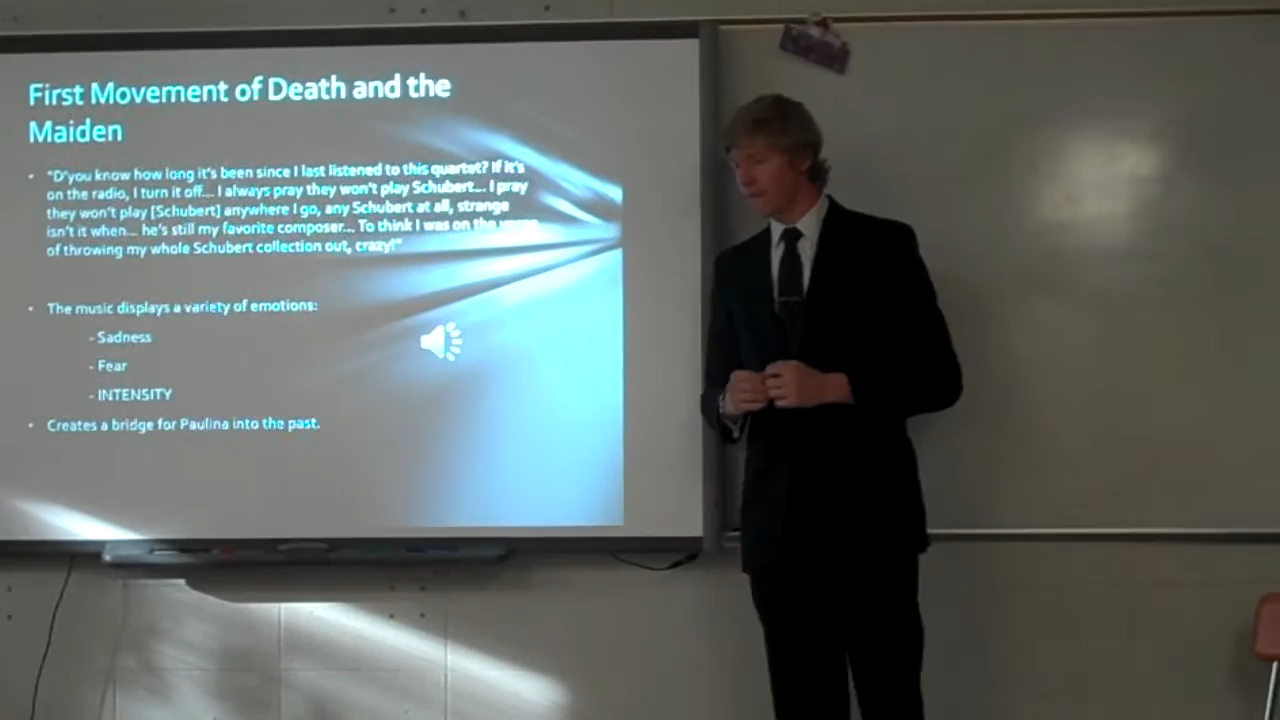 First Movement of Death and the
Maiden
• "D'you know how long it's been since I last listened to this quartet? If it's
on the radio, I turn it off... I always pray they won't play Schubert... I pray
they won't play [Schubert] anywhere I go, any Schubert at all, strange
isn't it when... he's still my favorite composer... To think I was on the verge
of throwing my whole Schubert collection out, crazy!"
• The music displays a variety of emotions:
- Sadness
- Fear
- INTENSITY
• Creates a bridge for Paulina into the past.